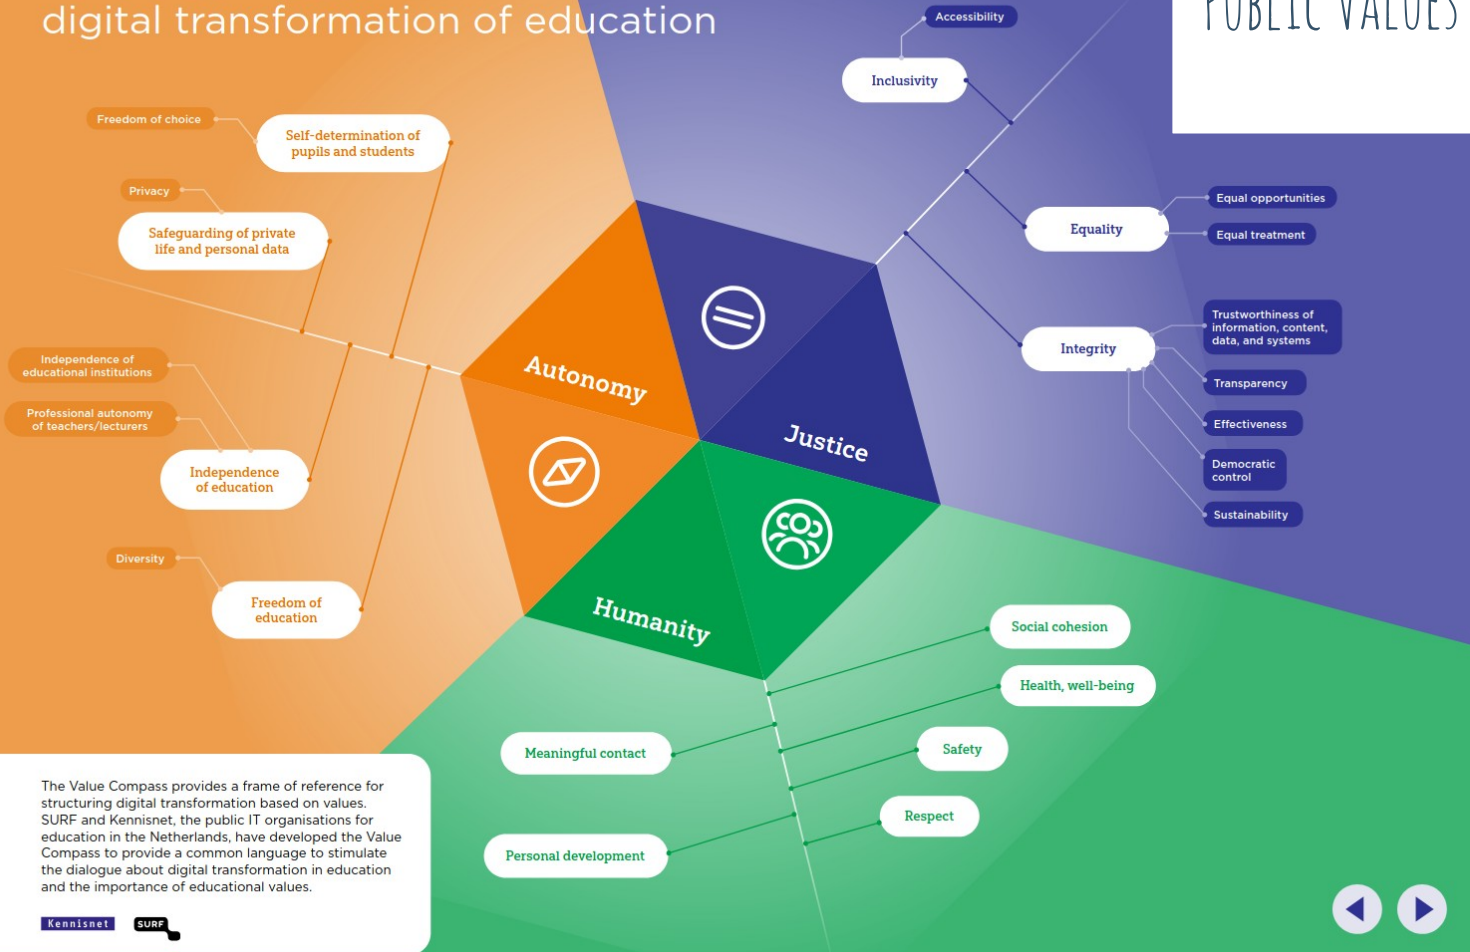 digital transformation of education
PUBLIC VALUES
Accessibility
Inclusivity
Freedom of choice
Self-determination of
pupils and students
Privacy
Safeguarding of private
life and personal data
Equal opportunities
Equality
Equal treatment
Trustworthiness of
information, content,
data, and systems
Integrity
Transparency
Effectiveness
Democratic
control
Sustainability
Independence of
educational institutions
Professional autonomy
of teachers/lecturers
Independence
of education
Diversity
Freedom of
education
Autonomy
Justice
Humanity
Social cohesion
Health, well-being
Meaningful contact
Safety
Respect
Personal development
The Value Compass provides a frame of reference for
structuring digital transformation based on values.
SURF and Kennisnet, the public IT organisations for
education in the Netherlands, have developed the Value
Compass to provide a common language to stimulate
the dialogue about digital transformation in education
and the importance of educational values.
Kennisnet
SURF